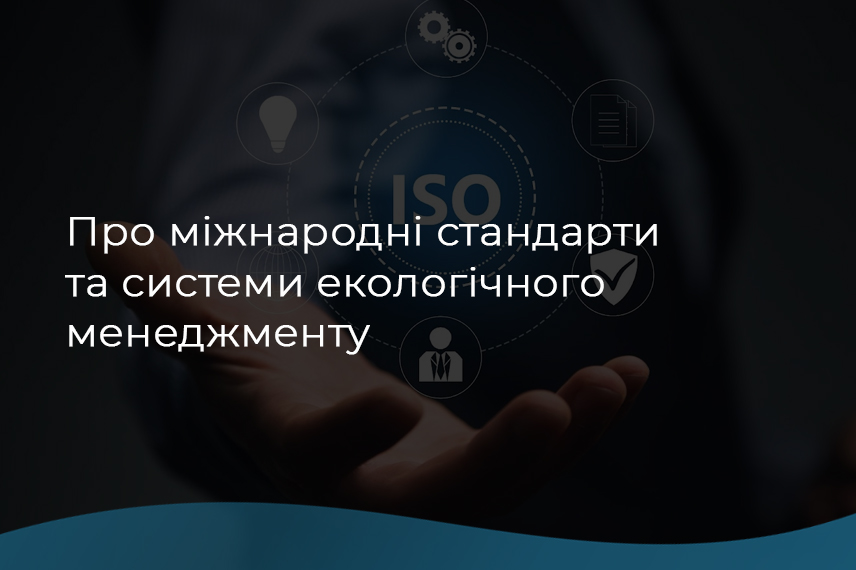 ISO
Про міжнародні стандарти
та системи екологічного
менеджменту